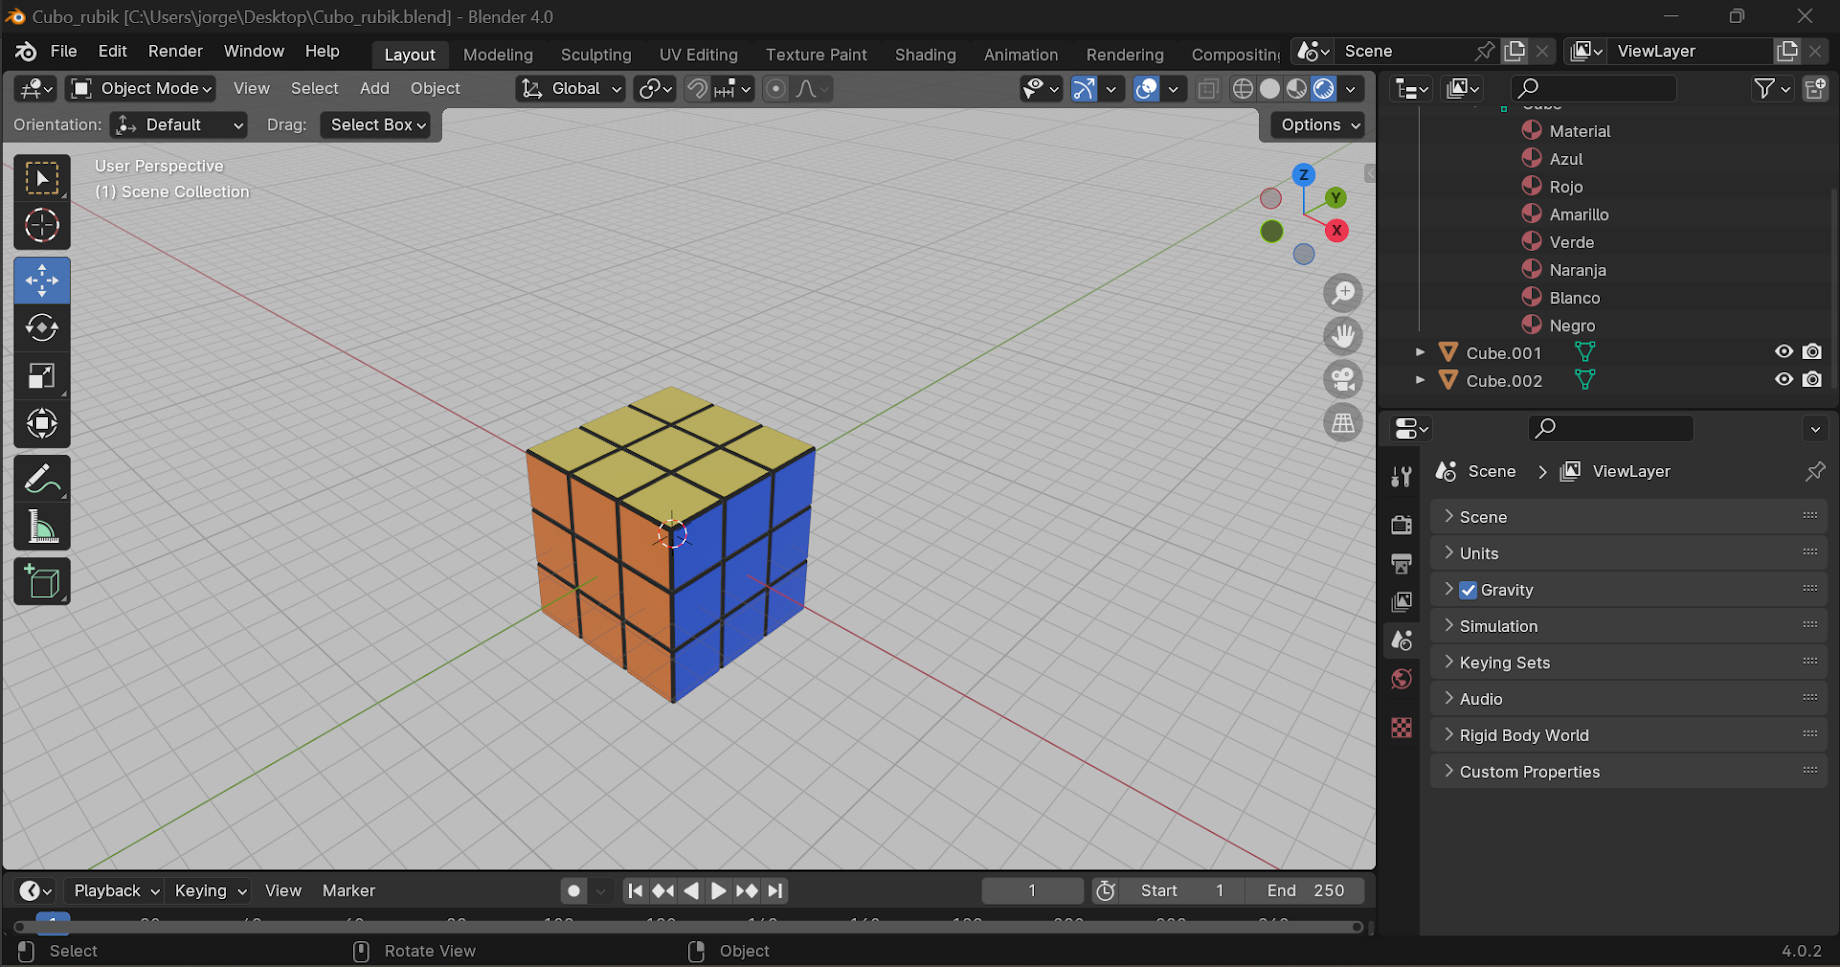 Cubo_rubik [C:\Users\jorge\Desktop\Cubo_rubik.blend] - Blender 4.0
File Edit Render Window Help Layout Modeling Sculpting UV Editing Texture Paint Shading Animation Rendering Compositing Scene ViewLayer
Object Mode View Select Add Object Global
Orientation: Default Drag: Select Box Options
User Perspective
(1) Scene Collection
Z
Y
X
Cube
Material
Azul
Rojo
Amarillo
Verde
Naranja
Blanco
Negro
Cube.001
Cube.002
Scene > ViewLayer
Scene
Units
Gravity
Simulation
Keying Sets
Audio
Rigid Body World
Custom Properties
Playback Keying View Marker 1 Start 1 End 250
Select Rotate View Object 4.0.2